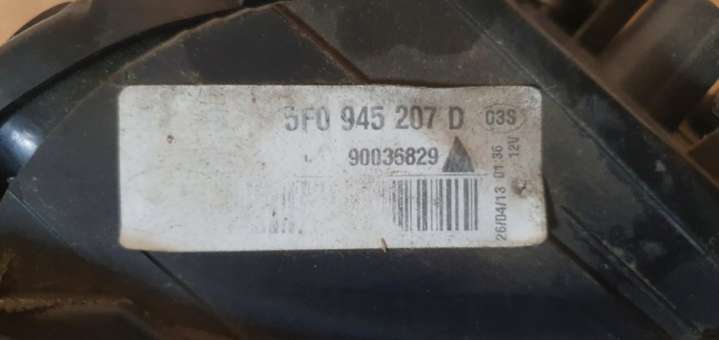 5F0 945 207 D 03S
90036829
26/04/13 01:36
12V